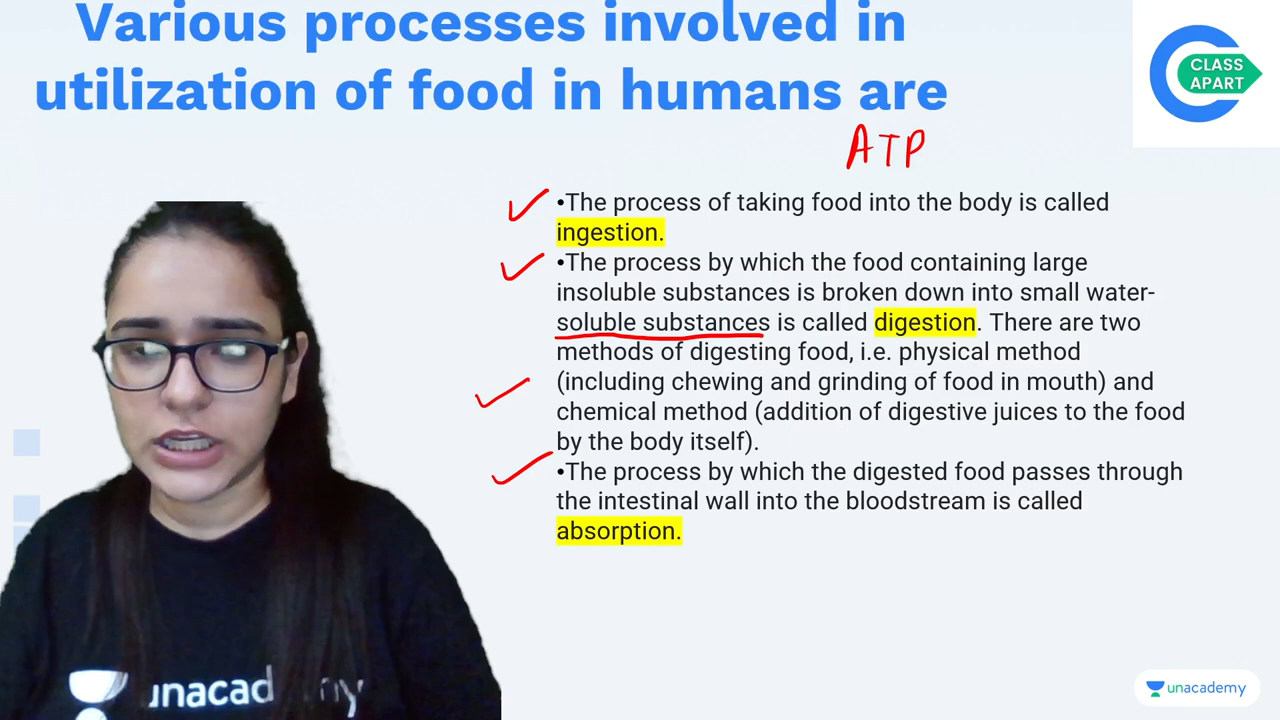 Various processes involved in
utilization of food in humans are
CLASS
APART
ATP
•The process of taking food into the body is called
ingestion.
•The process by which the food containing large
insoluble substances is broken down into small water-
soluble substances is called digestion. There are two
methods of digesting food, i.e. physical method
(including chewing and grinding of food in mouth) and
chemical method (addition of digestive juices to the food
by the body itself).
•The process by which the digested food passes through
the intestinal wall into the bloodstream is called
absorption.
unacad my
unacademy